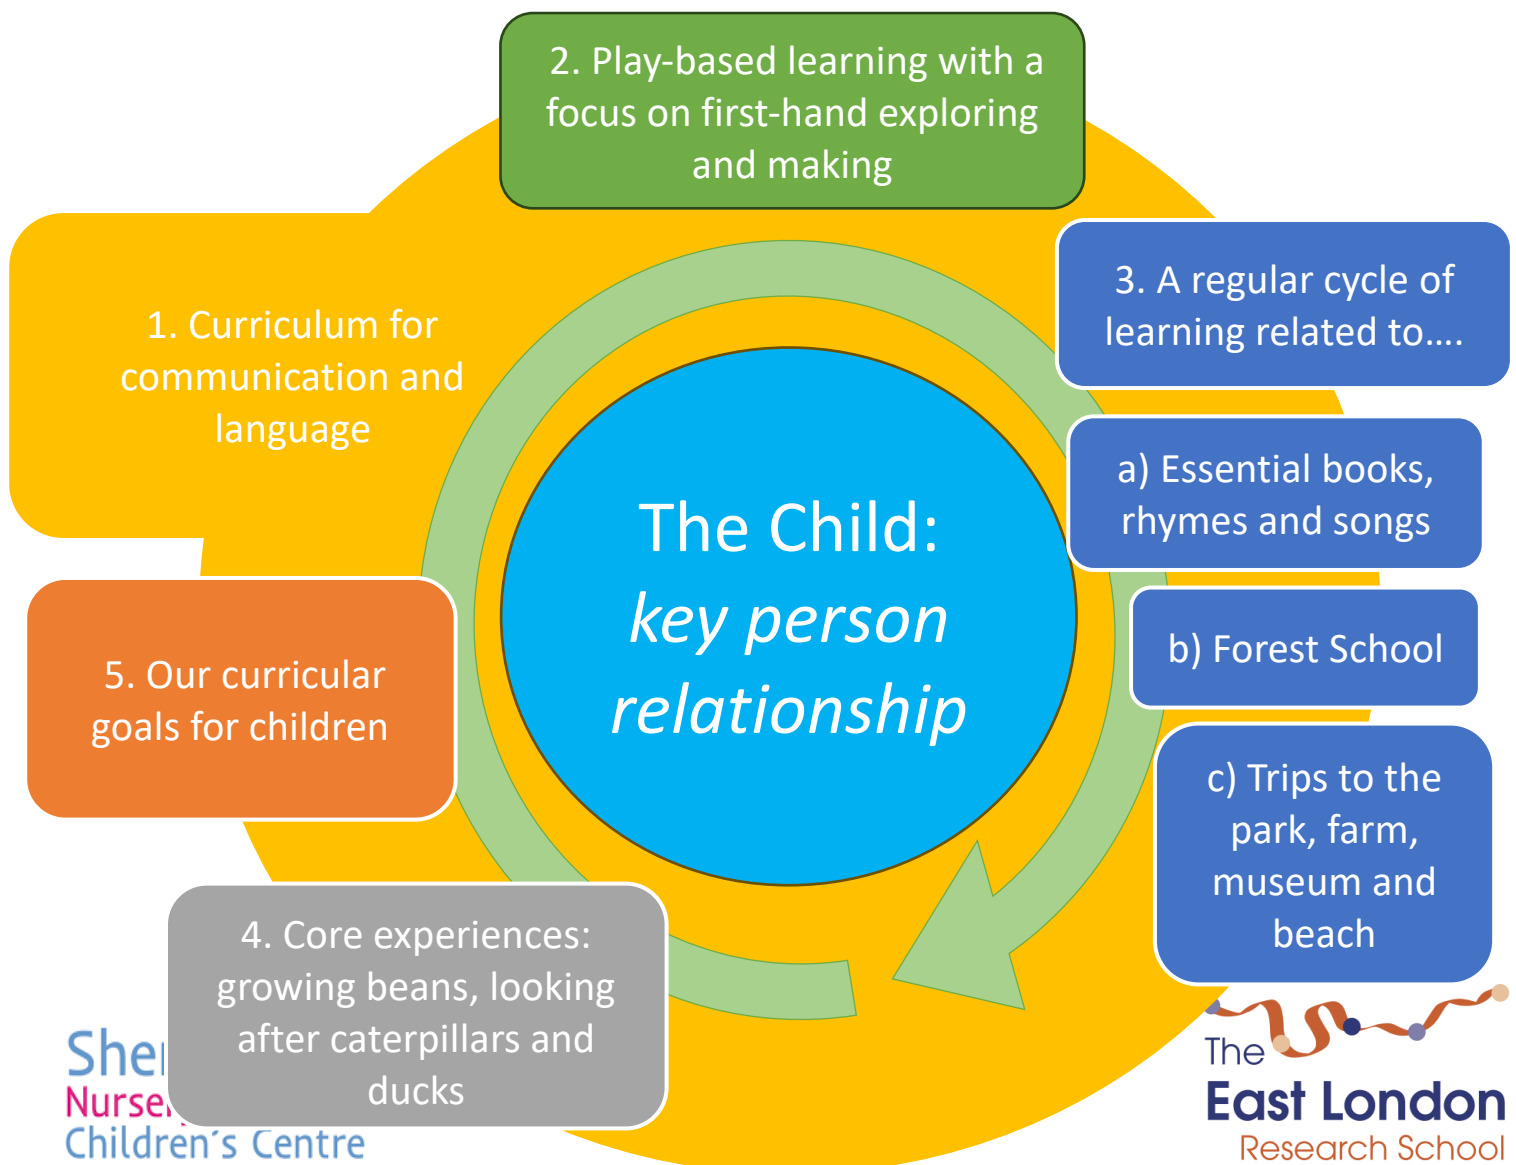 2. Play-based learning with a
focus on first-hand exploring
and making
1. Curriculum for
communication and
language
3. A regular cycle of
learning related to....
a) Essential books,
rhymes and songs
b) Forest School
c) Trips to the
park, farm,
museum and
beach
The Child:
key person
relationship
5. Our curricular
goals for children
4. Core experiences:
growing beans, looking
after caterpillars and
ducks
Children's Centre
The
East London
Research School